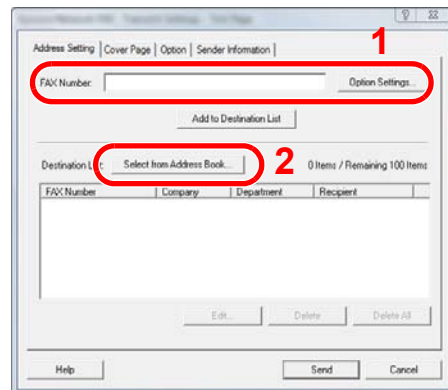 Address Setting Cover Page Option Sender Information
1
FAX Number: Option Settings...
Add to Destination List
Destination List: Select from Address Book... 2 0 Items / Remaining 100 Items
FAX Number Company Department Recipient
Edit... Delete Delete All
Help Send Cancel